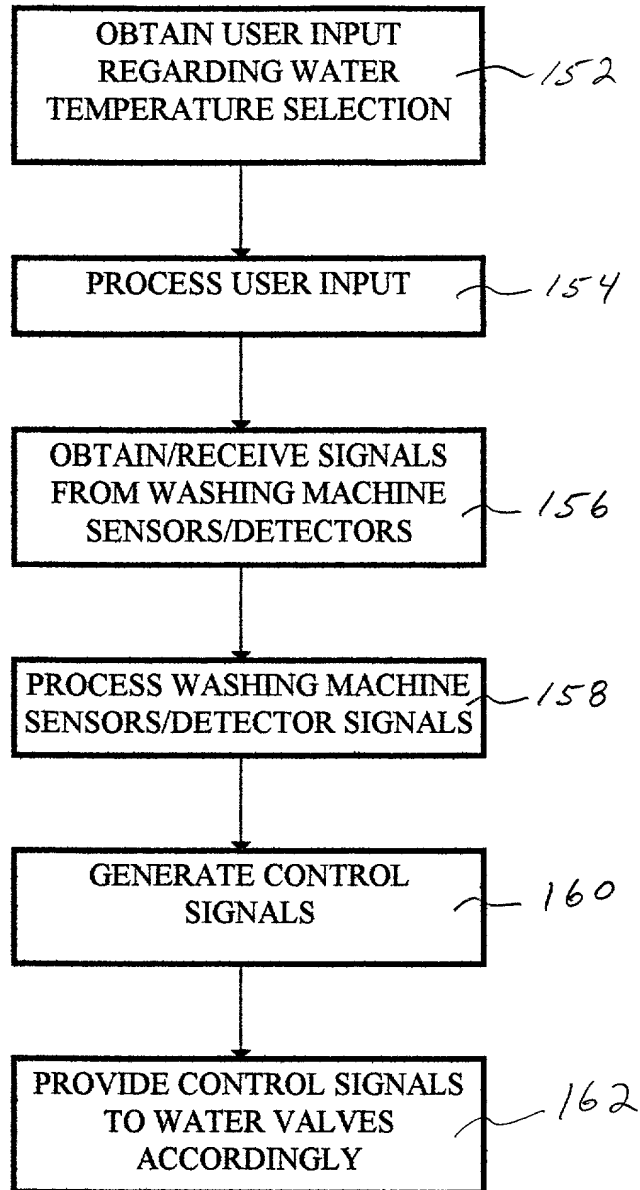 OBTAIN USER INPUT
REGARDING WATER
TEMPERATURE SELECTION
152
PROCESS USER INPUT
154
OBTAIN/RECEIVE SIGNALS
FROM WASHING MACHINE
SENSORS/DETECTORS
156
PROCESS WASHING MACHINE
SENSORS/DETECTOR SIGNALS
158
GENERATE CONTROL
SIGNALS
160
PROVIDE CONTROL SIGNALS
TO WATER VALVES
ACCORDINGLY
162